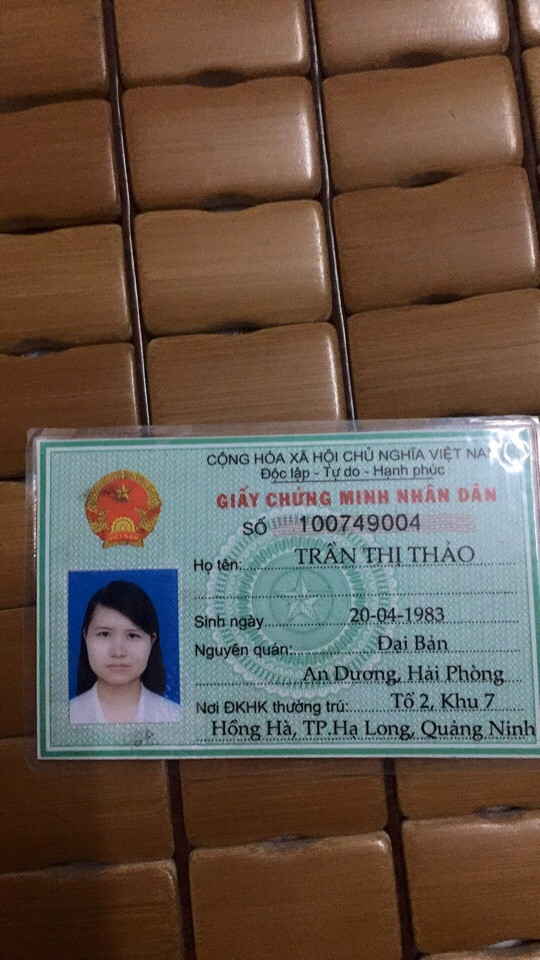 CỘNG HÒA XÃ HỘI CHỦ NGHĨA VIỆT NAM
Độc lập - Tự do - Hạnh phúc
GIẤY CHỨNG MINH NHÂN DÂN
SỐ 100749004
Họ tên: TRẦN THỊ THẢO
Sinh ngày 20-04-1983
Nguyên quán: Đại Bản
An Dương, Hải Phòng
Nơi ĐKHK thường trú: Tổ 2, Khu 7
Hồng Hà, TP.Hạ Long, Quảng Ninh
VIỆT NAM